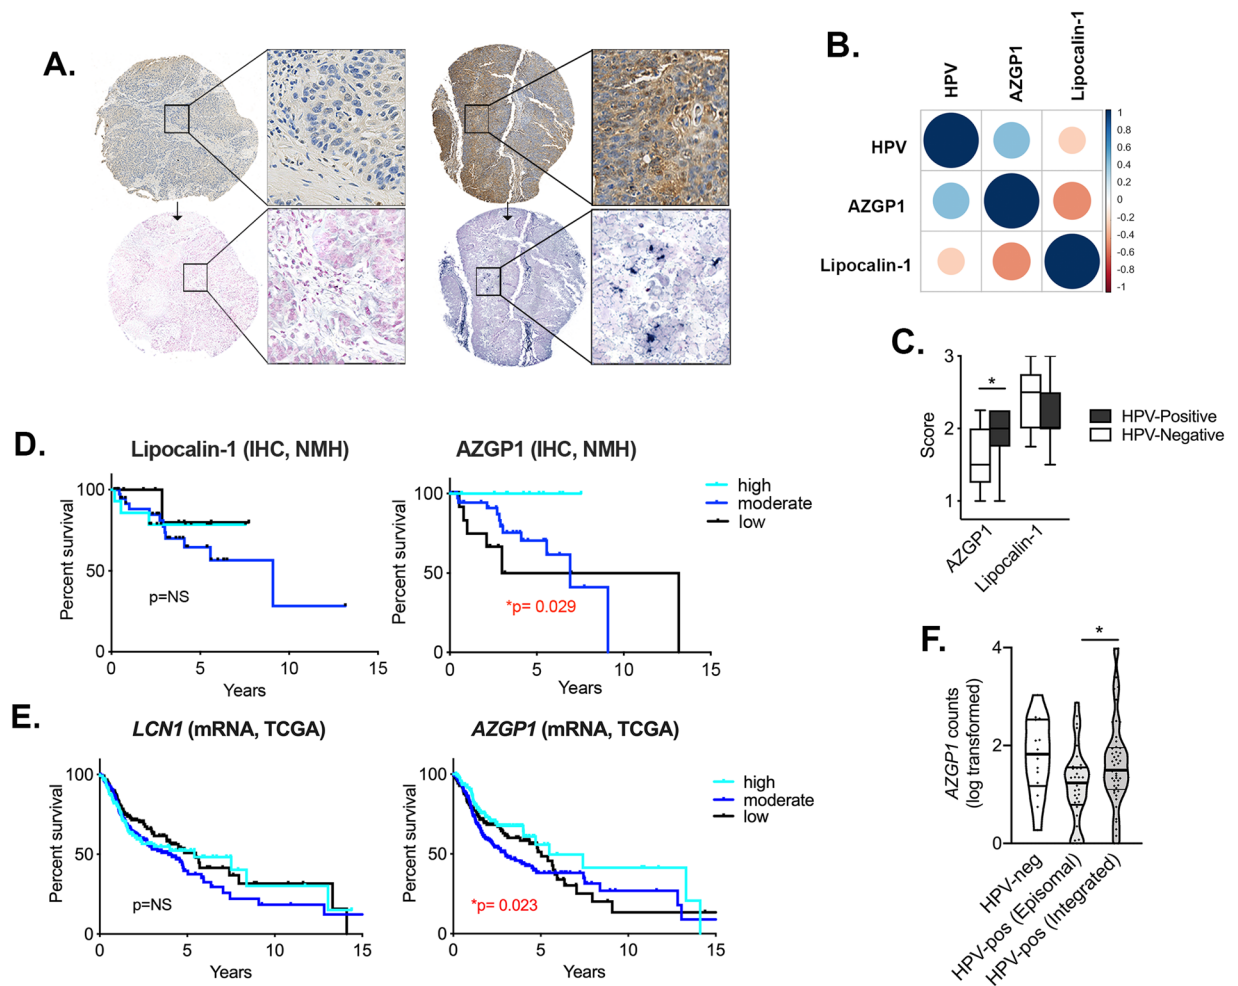 A.
B.
HPV
AZGP1
Lipocalin-1
HPV
AZGP1
Lipocalin-1
1
0.8
0.6
0.4
0.2
0
-0.2
-0.4
-0.6
-0.8
-1
C.
3
2
1
Score
*
AZGP1
Lipocalin-1
HPV-Positive
HPV-Negative
D.
Lipocalin-1 (IHC, NMH)
Percent survival
100
50
0
p=NS
0 5 10 15
Years
AZGP1 (IHC, NMH)
Percent survival
100
50
0
*p= 0.029
0 5 10 15
Years
high
moderate
low
E.
LCN1 (mRNA, TCGA)
Percent survival
100
50
0
p=NS
0 5 10 15
Years
AZGP1 (mRNA, TCGA)
Percent survival
100
50
0
*p= 0.023
0 5 10 15
Years
high
moderate
low
F.
AZGP1 counts
(log transformed)
4
2
0
*
HPV-neg
HPV-pos (Episomal)
HPV-pos (Integrated)